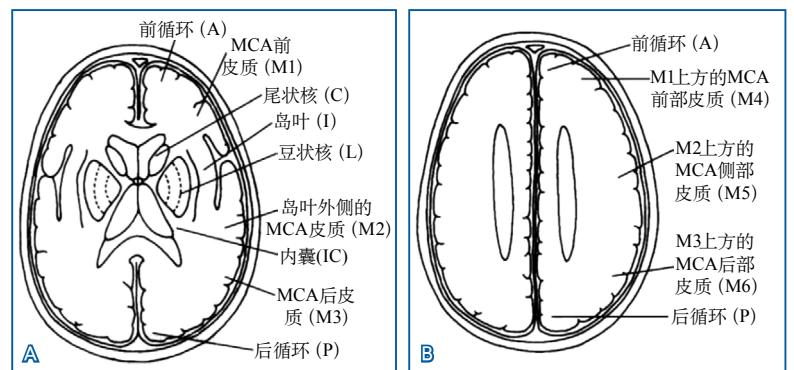 前循环 (A)
MCA前
皮质 (M1)
尾状核 (C)
岛叶 (I)
豆状核 (L)
岛叶外侧的
MCA皮质 (M2)
内囊(IC)
MCA后皮
质 (M3)
后循环 (P)
A
前循环 (A)
M1上方的MCA
前部皮质 (M4)
M2上方的
MCA侧部
皮质 (M5)
M3上方的
MCA后部
皮质 (M6)
后循环 (P)
B